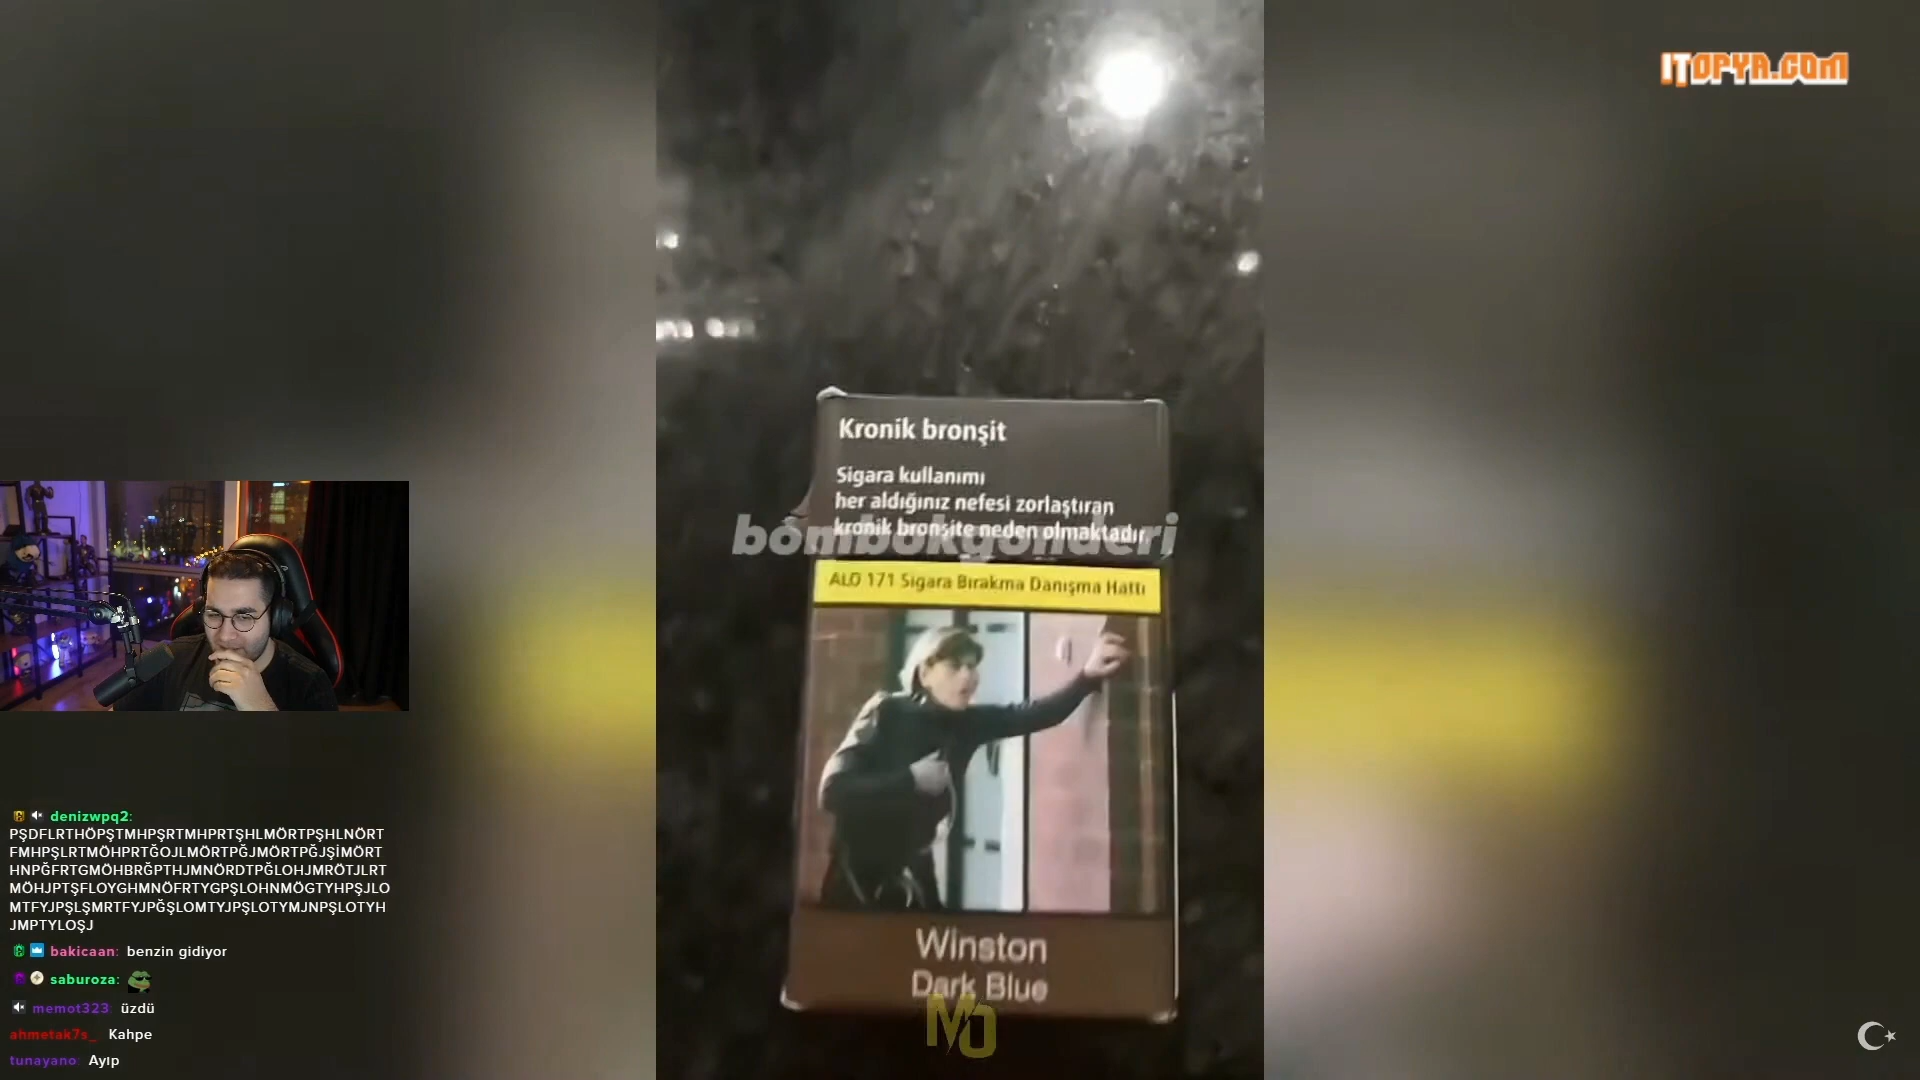 ITOPYA.COM
Kronik bronşit
Sigara kullanımı
her aldığınız nefesi zorlaştıran
kronik bronşite neden olmaktadır.
bombokgonderi
ALO 171 Sigara Bırakma Danışma Hattı
Winston
Dark Blue
MO
denizwpq2:
PŞDFLRTHÖPŞTMHPŞRTMHPRTŞHLMÖRTPŞHLNÖRT
FMHPŞLRTMÖHPRTĞOJLMÖRTPĞJMÖRTPĞJŞİMÖRT
HNPĞFRTGMÖHBRĞPTHJMNÖRDTPĞLOHJMRÖTJLRT
MÖHJPTŞFLOYGHMNÖFRTYGPŞLOHNMÖGTYHPŞJLO
MTFYJPŞLŞMRTFYJPĞŞLOMTYJPŞLOTYMJNPŞLOTYH
JMPTYLOŞJ
bakicaan: benzin gidiyor
saburoza:
memot323: üzdü
ahmetak7s_ Kahpe
tunayano: Ayıp